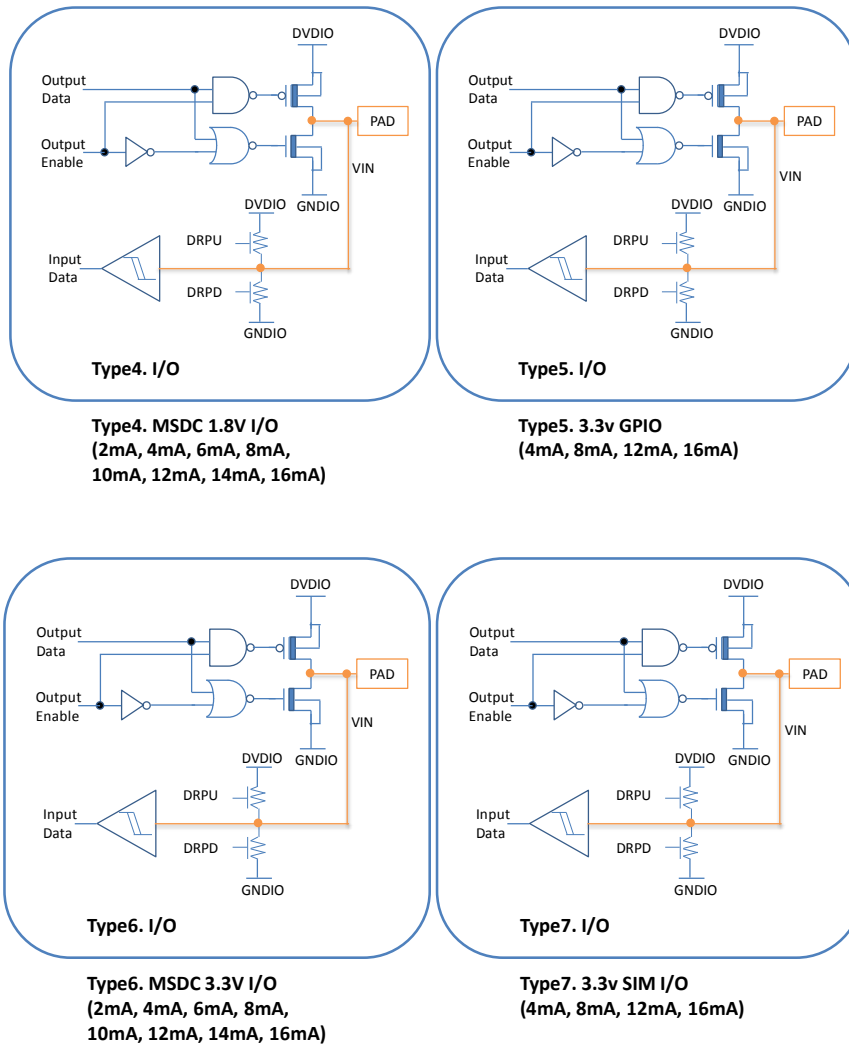 DVDIO
Output
Data
PAD
Output
Enable
VIN
GNDIO
DVDIO
DRPU
Input
Data
DRPD
GNDIO
Type4. I/O
Type4. MSDC 1.8V I/O
(2mA, 4mA, 6mA, 8mA,
10mA, 12mA, 14mA, 16mA)
DVDIO
Output
Data
PAD
Output
Enable
VIN
GNDIO
DVDIO
DRPU
Input
Data
DRPD
GNDIO
Type5. I/O
Type5. 3.3v GPIO
(4mA, 8mA, 12mA, 16mA)
DVDIO
Output
Data
PAD
Output
Enable
VIN
GNDIO
DVDIO
DRPU
Input
Data
DRPD
GNDIO
Type6. I/O
Type6. MSDC 3.3V I/O
(2mA, 4mA, 6mA, 8mA,
10mA, 12mA, 14mA, 16mA)
DVDIO
Output
Data
PAD
Output
Enable
VIN
GNDIO
DVDIO
DRPU
Input
Data
DRPD
GNDIO
Type7. I/O
Type7. 3.3v SIM I/O
(4mA, 8mA, 12mA, 16mA)